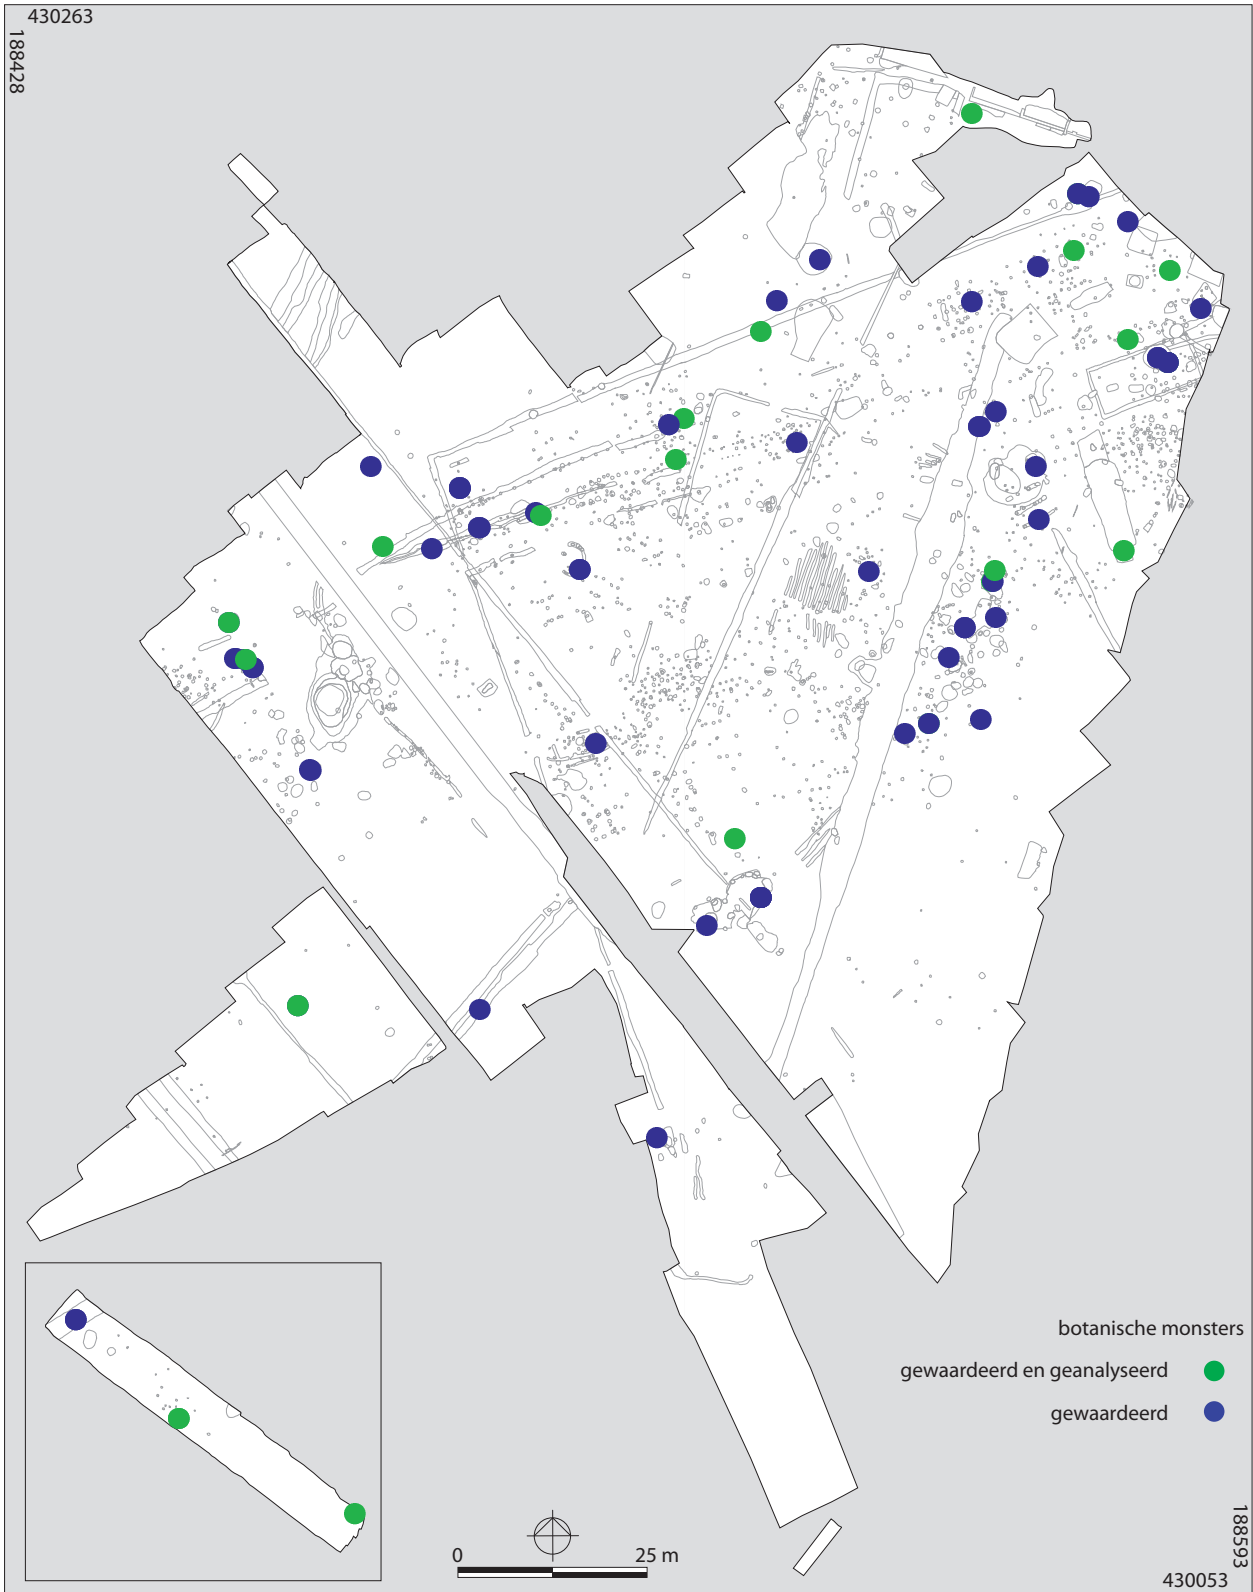 430263
188428
botanische monsters
gewaardeerd en geanalyseerd
gewaardeerd
0 25 m
188593
430053